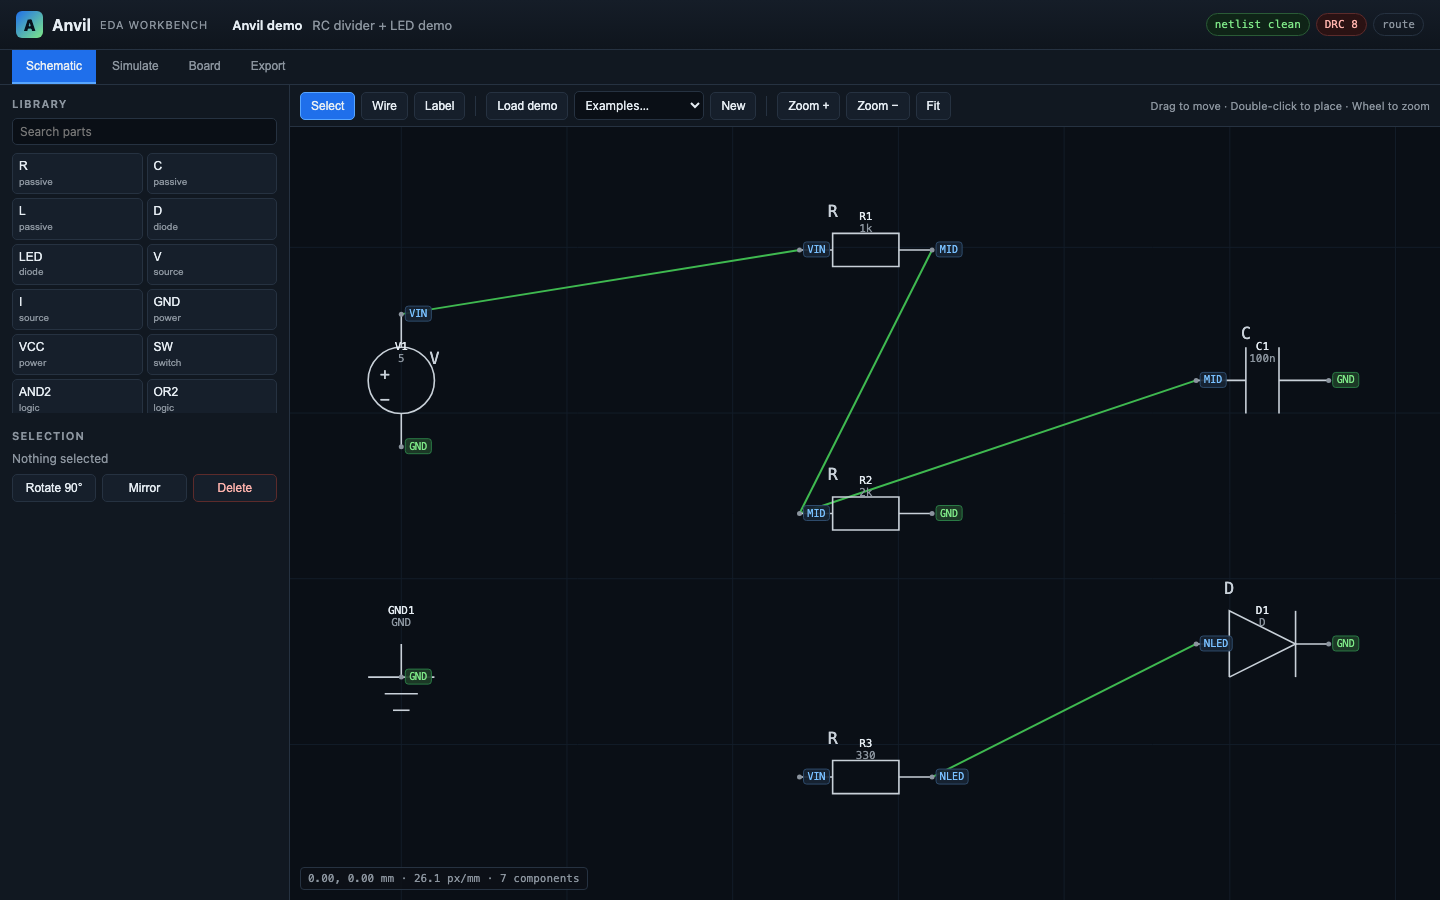 A Anvil EDA WORKBENCH Anvil demo RC divider + LED demo netlist clean DRC 8 route
Schematic Simulate Board Export
LIBRARY
Search parts
R
passive
C
passive
L
passive
D
diode
LED
diode
V
source
I
source
GND
power
VCC
power
SW
switch
AND2
logic
OR2
logic
SELECTION
Nothing selected
Rotate 90° Mirror Delete
Select Wire Label Load demo Examples... New Zoom + Zoom − Fit Drag to move · Double-click to place · Wheel to zoom
R R1
1k
VIN MID
VIN
V1
5 V
+
−
GND
C C1
100n
MID GND
R R2
2k
MID GND
GND1
GND
GND
D D1
D
NLED GND
R R3
330
VIN NLED
0.00, 0.00 mm · 26.1 px/mm · 7 components